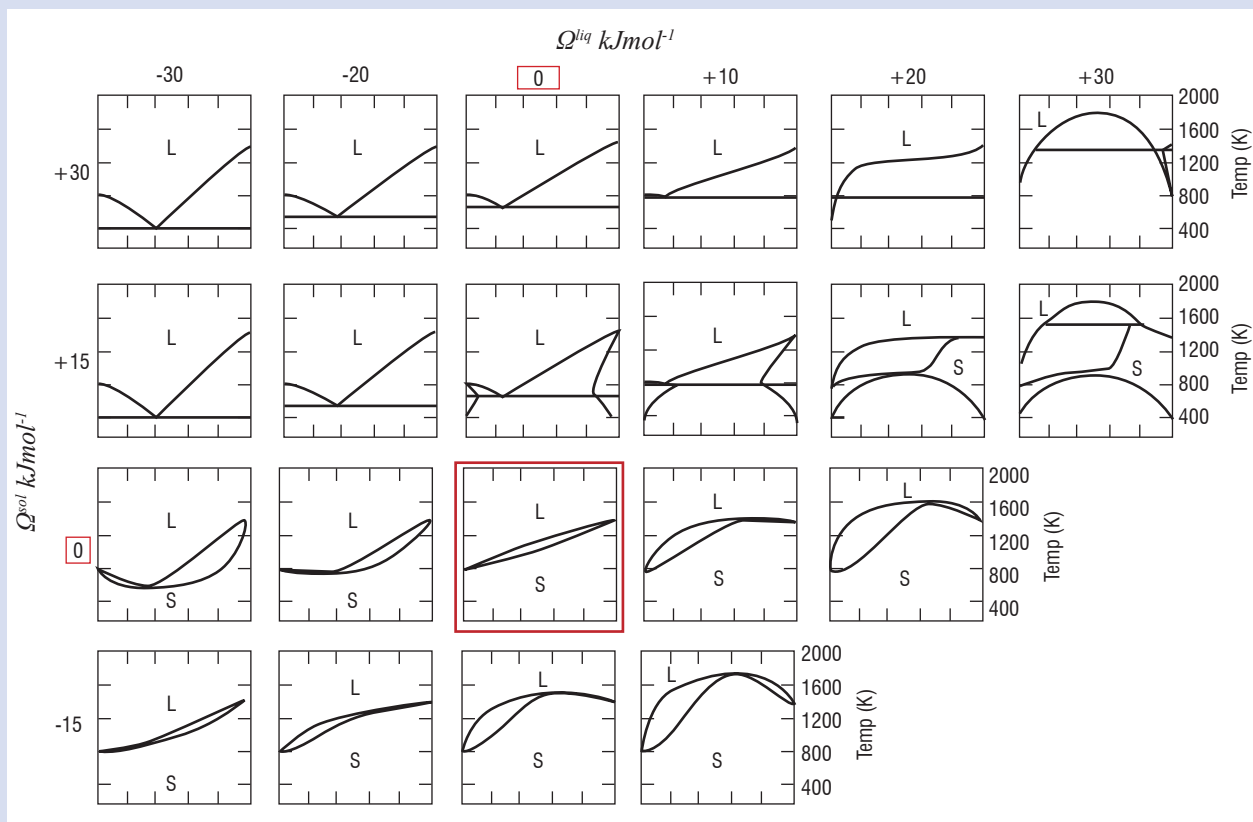 Ωˡⁱᑫ kJmol⁻¹
-30 -20 0 +10 +20 +30
+30
L L L L L L
2000
1600
1200
800
400
Temp (K)
+15
L L L L L L
S S
2000
1600
1200
800
400
Temp (K)
Ωˢᵒˡ kJmol⁻¹
0
L L L L L
S S S S S
2000
1600
1200
800
400
Temp (K)
-15
L L L L
S S S S
2000
1600
1200
800
400
Temp (K)